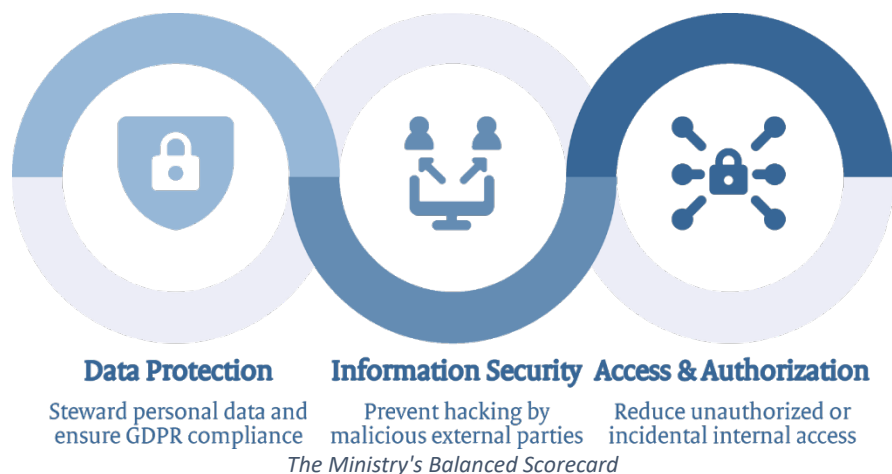 Data Protection
Steward personal data and
ensure GDPR compliance
Information Security
Prevent hacking by
malicious external parties
Access & Authorization
Reduce unauthorized or
incidental internal access
The Ministry's Balanced Scorecard